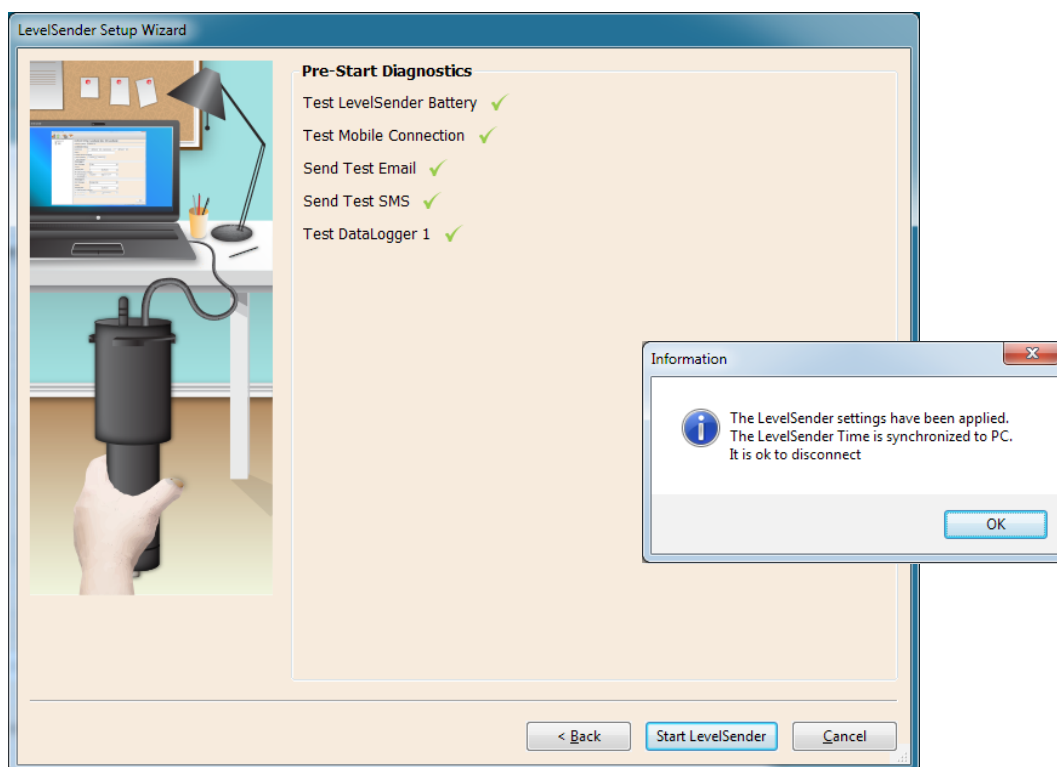 LevelSender Setup Wizard
Pre-Start Diagnostics
Test LevelSender Battery
Test Mobile Connection
Send Test Email
Send Test SMS
Test DataLogger 1
Information
The LevelSender settings have been applied.
The LevelSender Time is synchronized to PC.
It is ok to disconnect
OK
< Back
Start LevelSender
Cancel